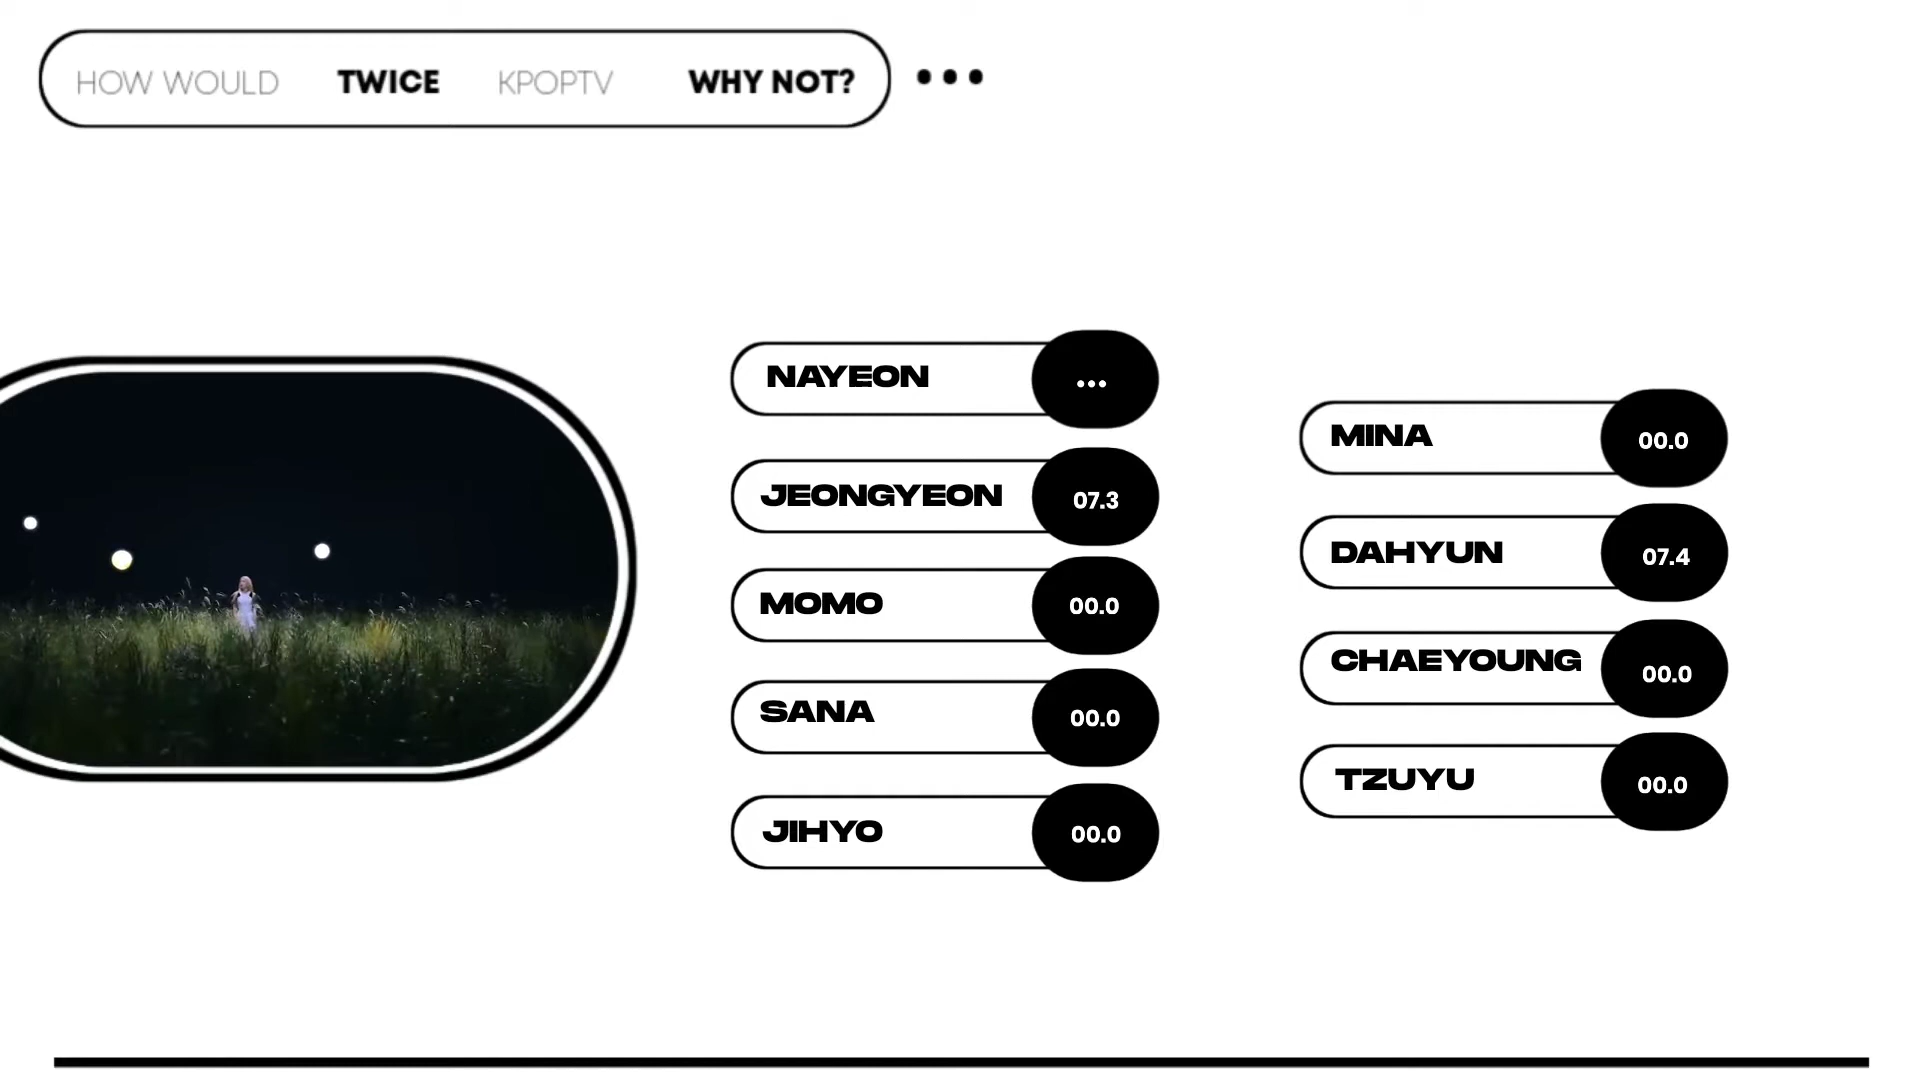 HOW WOULD TWICE KPOPTV WHY NOT? •••
NAYEON ...
JEONGYEON 07.3
MOMO 00.0
SANA 00.0
JIHYO 00.0
MINA 00.0
DAHYUN 07.4
CHAEYOUNG 00.0
TZUYU 00.0